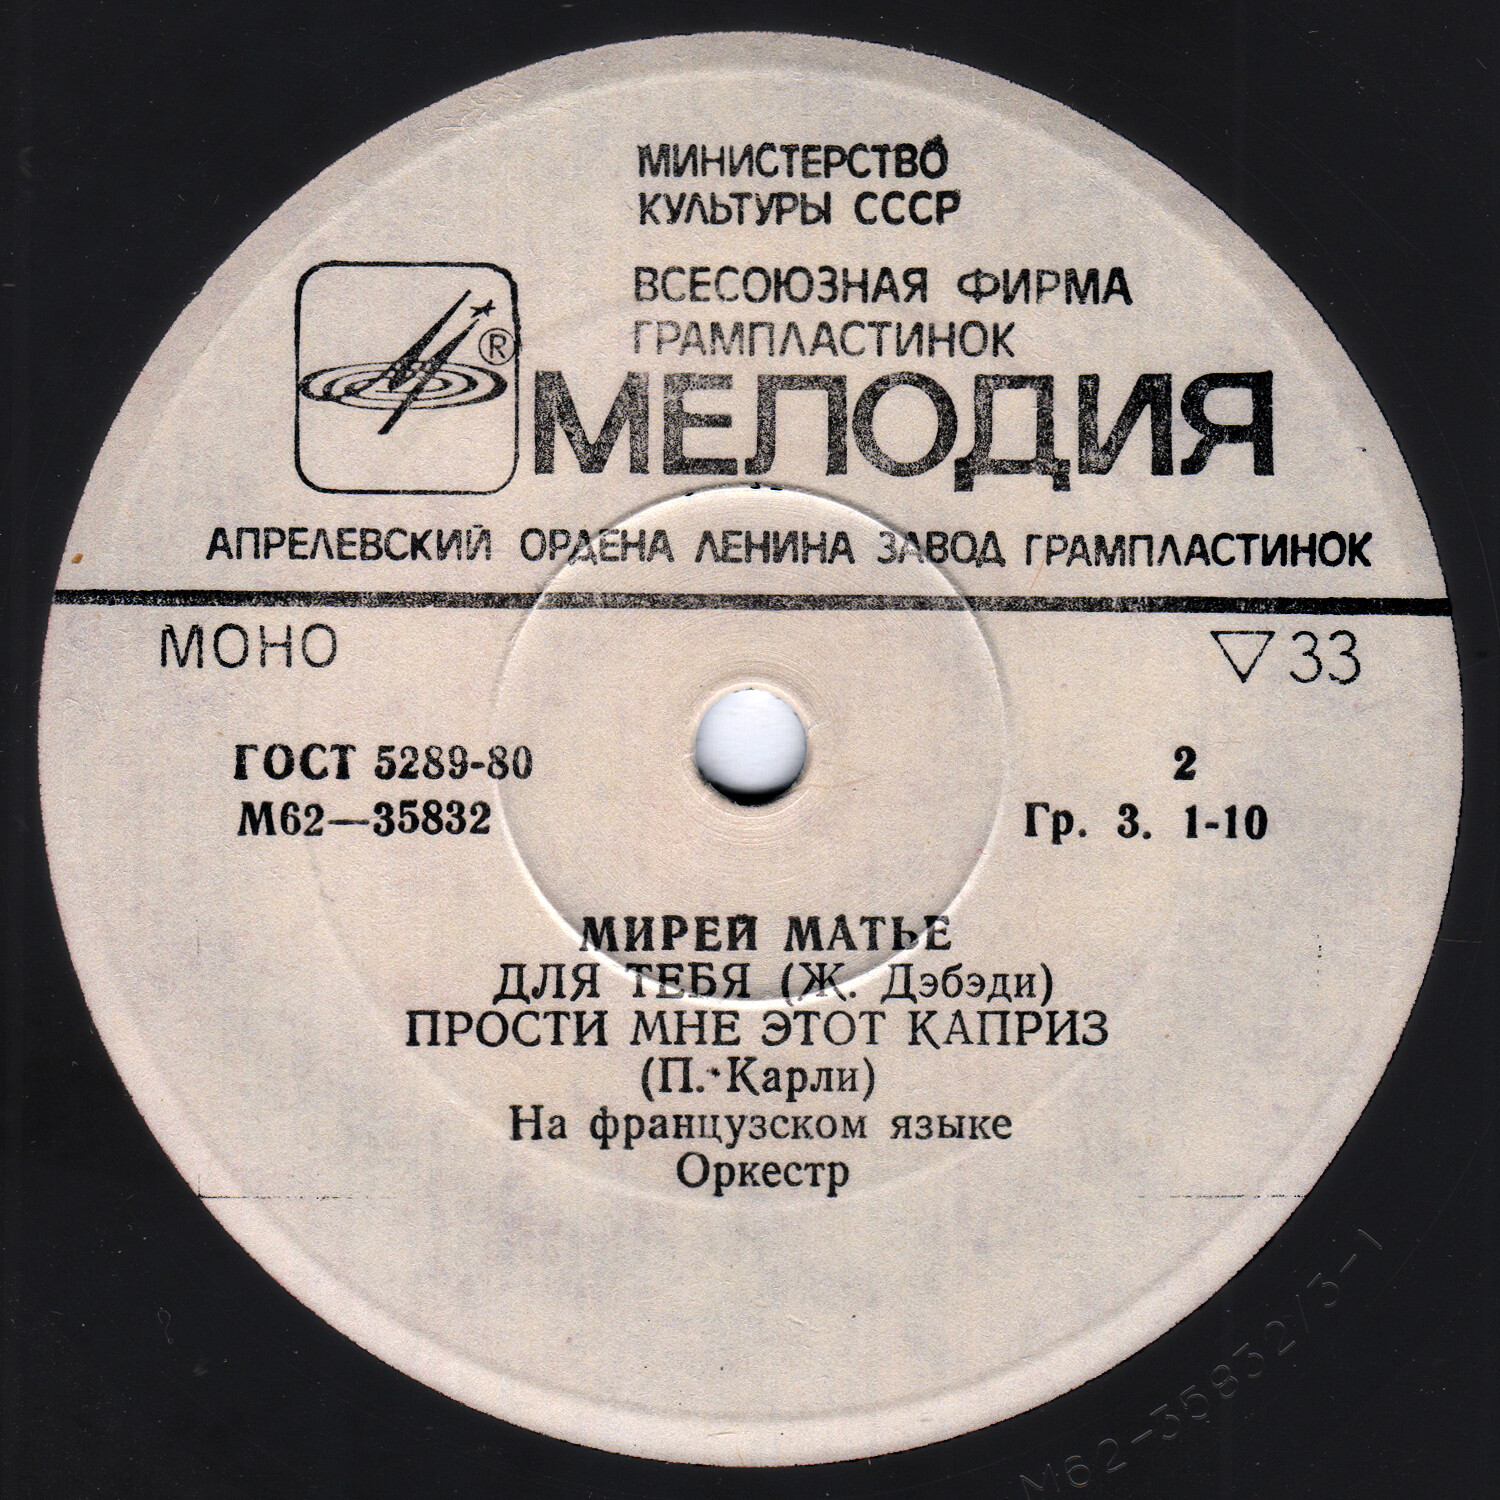 МИНИСТЕРСТВО
КУЛЬТУРЫ СССР
ВСЕСОЮЗНАЯ ФИРМА
ГРАМПЛАСТИНОК
®
МЕЛОДИЯ
АПРЕЛЕВСКИЙ ОРДЕНА ЛЕНИНА ЗАВОД ГРАМПЛАСТИНОК
МОНО
▽ 33
ГОСТ 5289-80
2
М62—35832
Гр. 3. 1-10
МИРЕЙ МАТЬЕ
ДЛЯ ТЕБЯ (Ж. Дэбэди)
ПРОСТИ МНЕ ЭТОТ КАПРИЗ
(П. Карли)
На французском языке
Оркестр
М62-35832/3-1